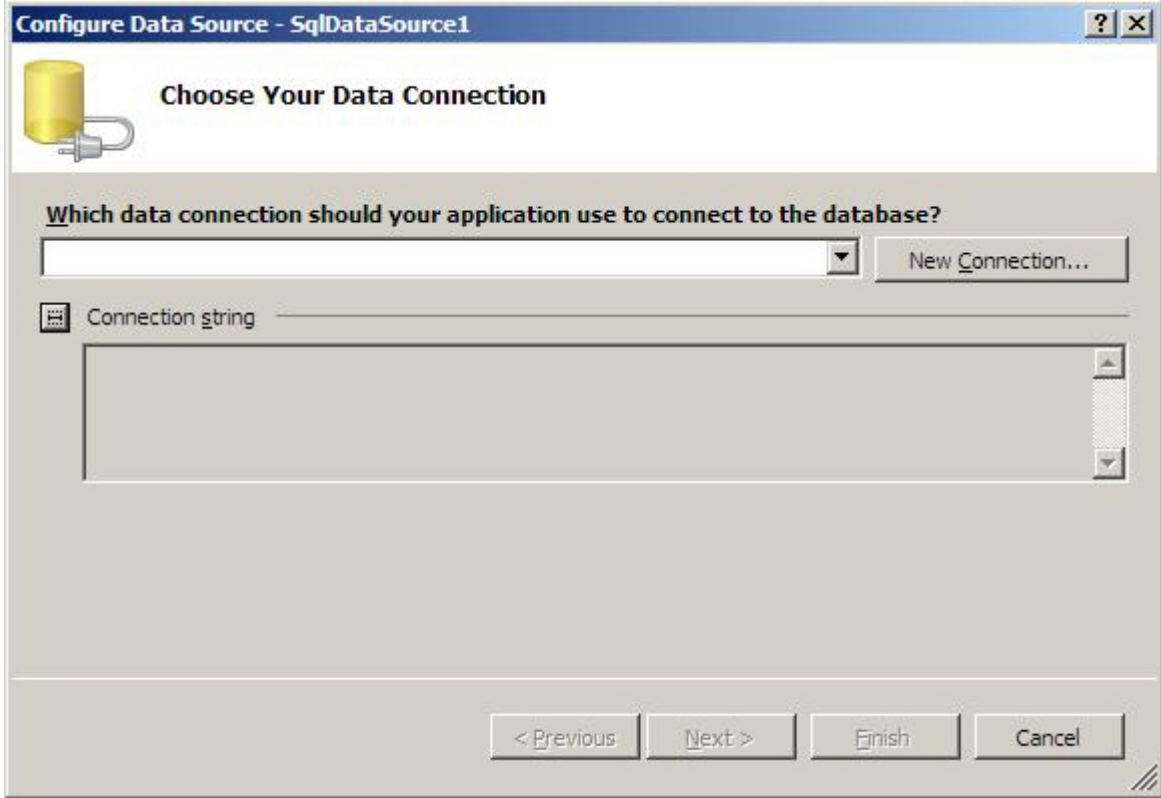 Configure Data Source - SqlDataSource1
Choose Your Data Connection
Which data connection should your application use to connect to the database?
New Connection...
Connection string
< Previous
Next >
Finish
Cancel